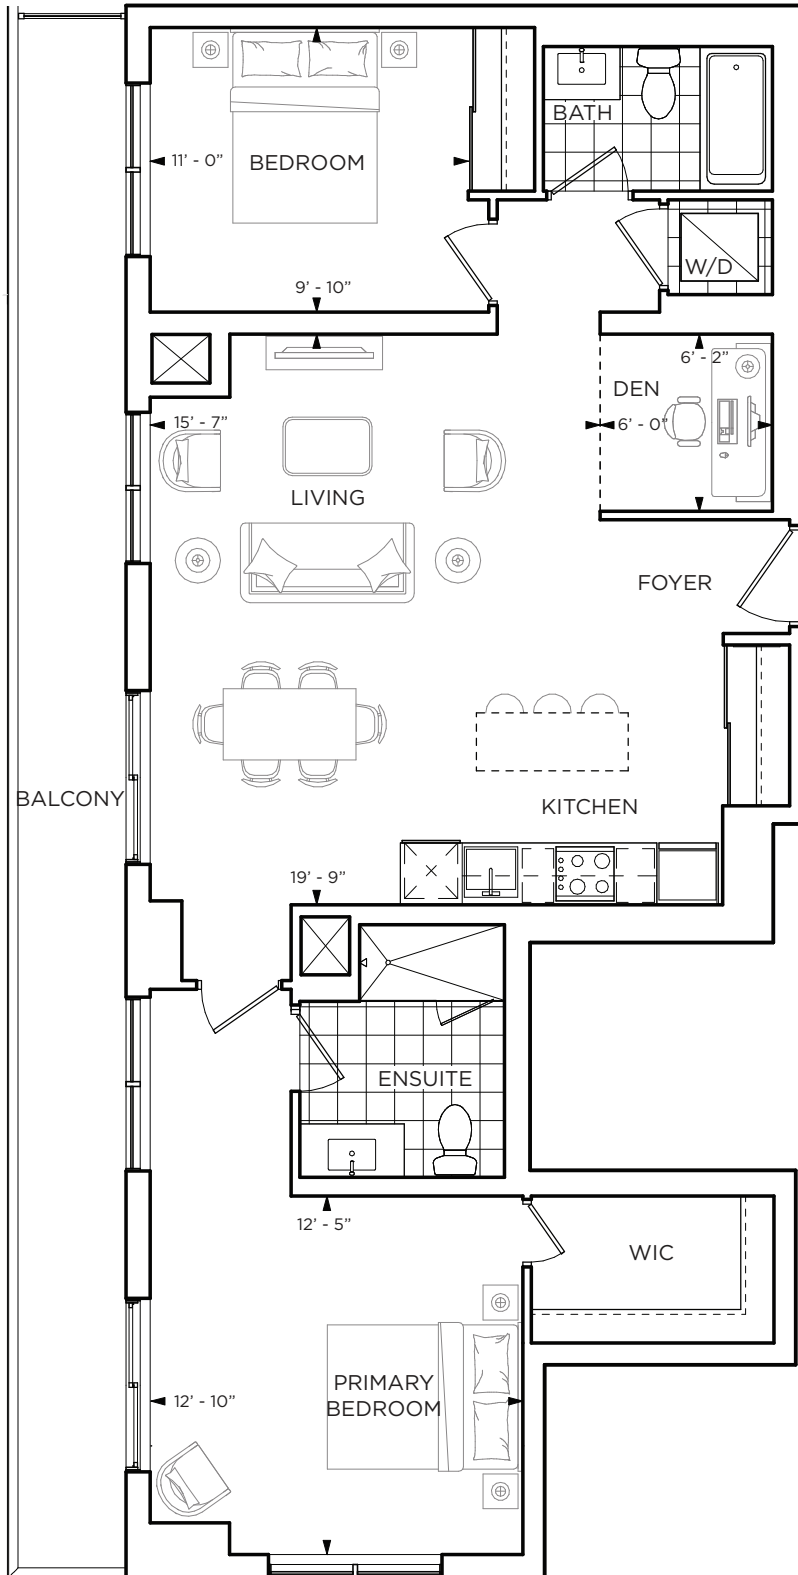 BATH
11' - 0"
BEDROOM
W/D
9' - 10"
6' - 2"
DEN
15' - 7"
6' - 0"
LIVING
FOYER
BALCONY
KITCHEN
19' - 9"
ENSUITE
12' - 5"
WIC
PRIMARY
BEDROOM
12' - 10"